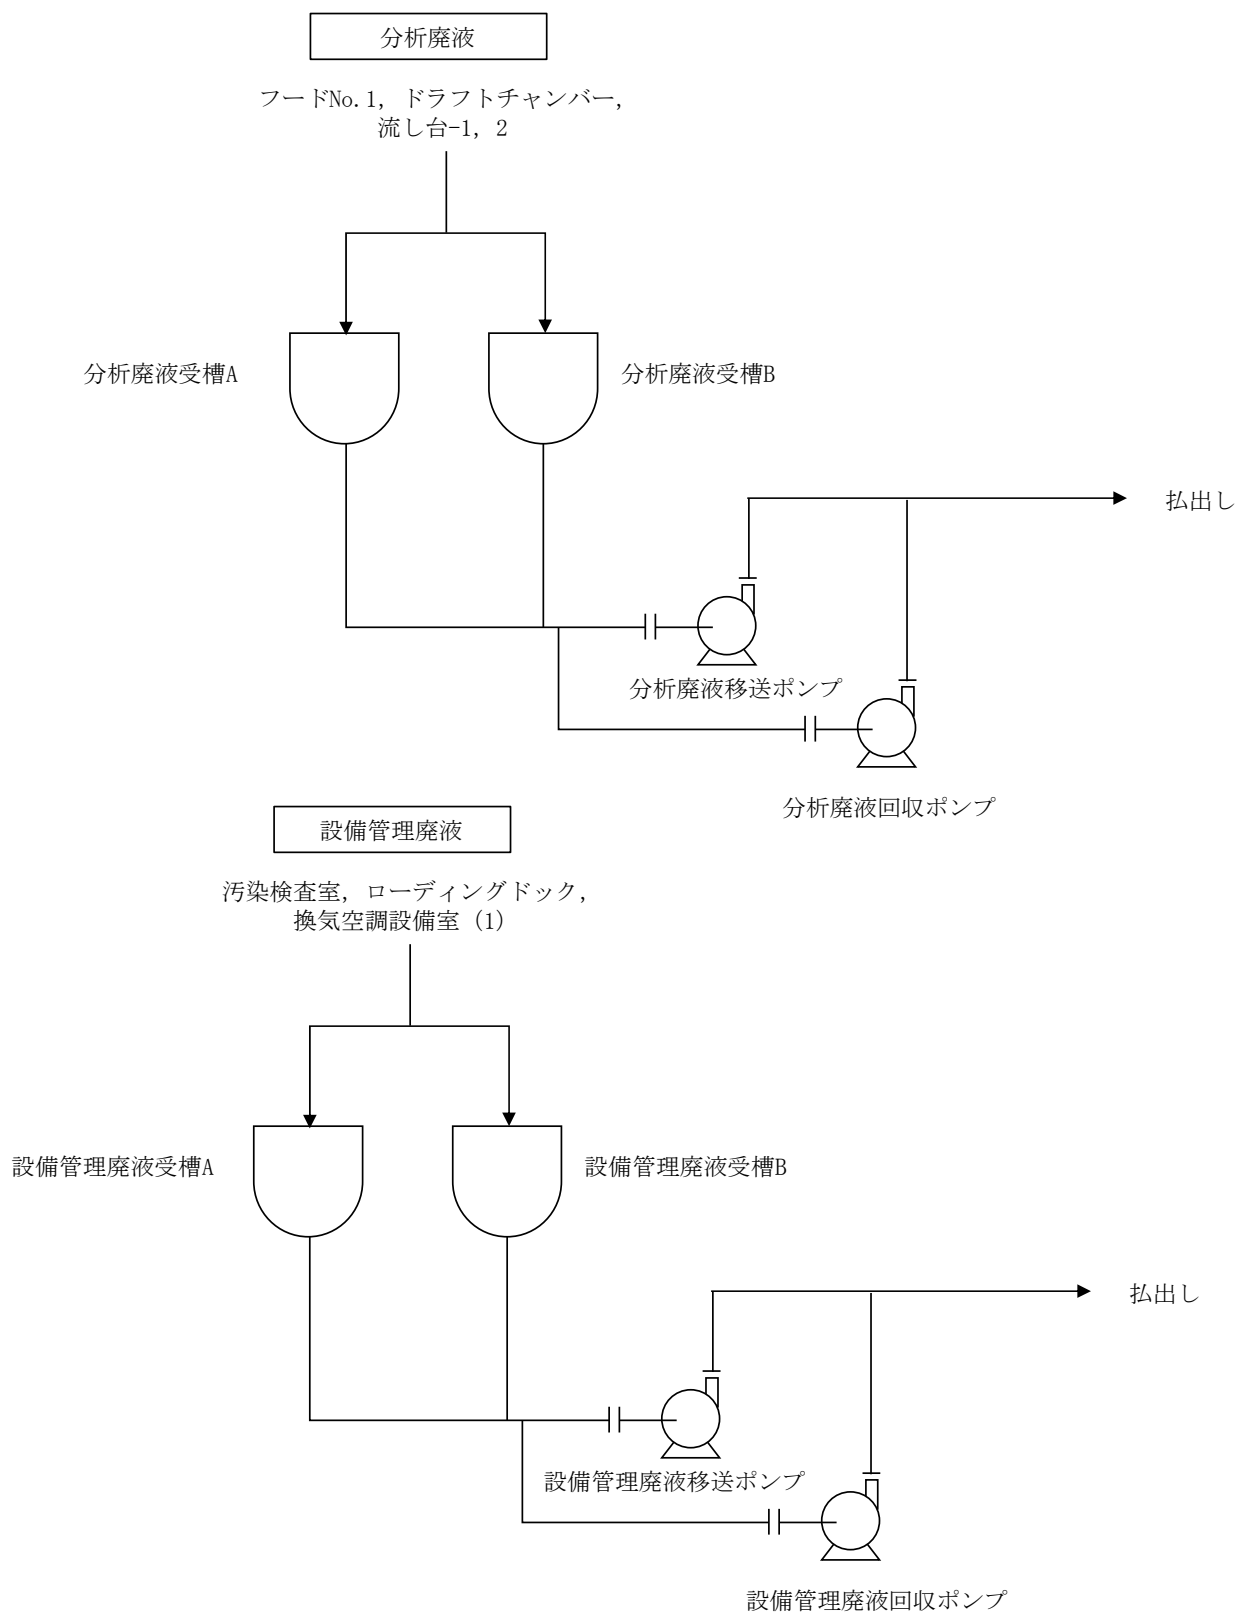 分析廃液
フードNo.1, ドラフトチャンバー,
流し台-1, 2
分析廃液受槽A
分析廃液受槽B
払出し
分析廃液移送ポンプ
分析廃液回収ポンプ
設備管理廃液
汚染検査室, ローディングドック,
換気空調設備室 (1)
設備管理廃液受槽A
設備管理廃液受槽B
払出し
設備管理廃液移送ポンプ
設備管理廃液回収ポンプ